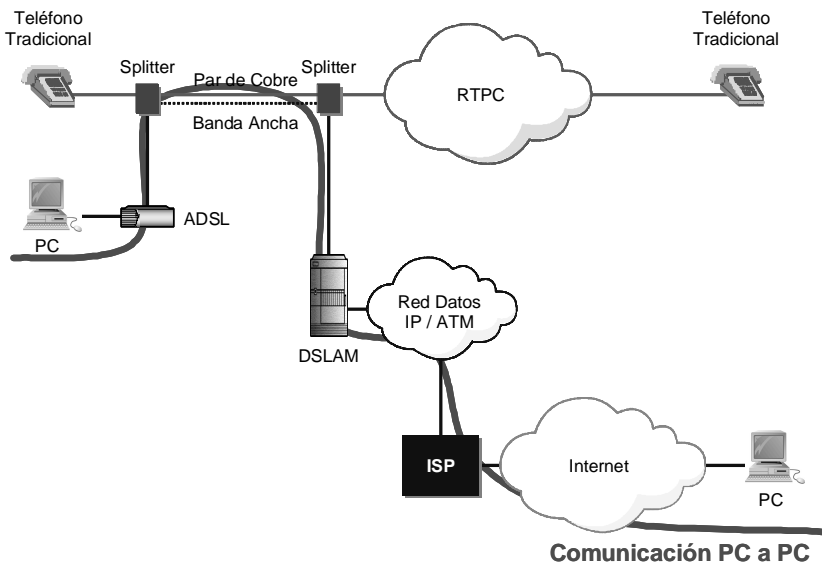 Teléfono
Tradicional
Teléfono
Tradicional
Splitter
Par de Cobre
Splitter
RTPC
Banda Ancha
ADSL
PC
Red Datos
IP / ATM
DSLAM
ISP
Internet
PC
Comunicación PC a PC